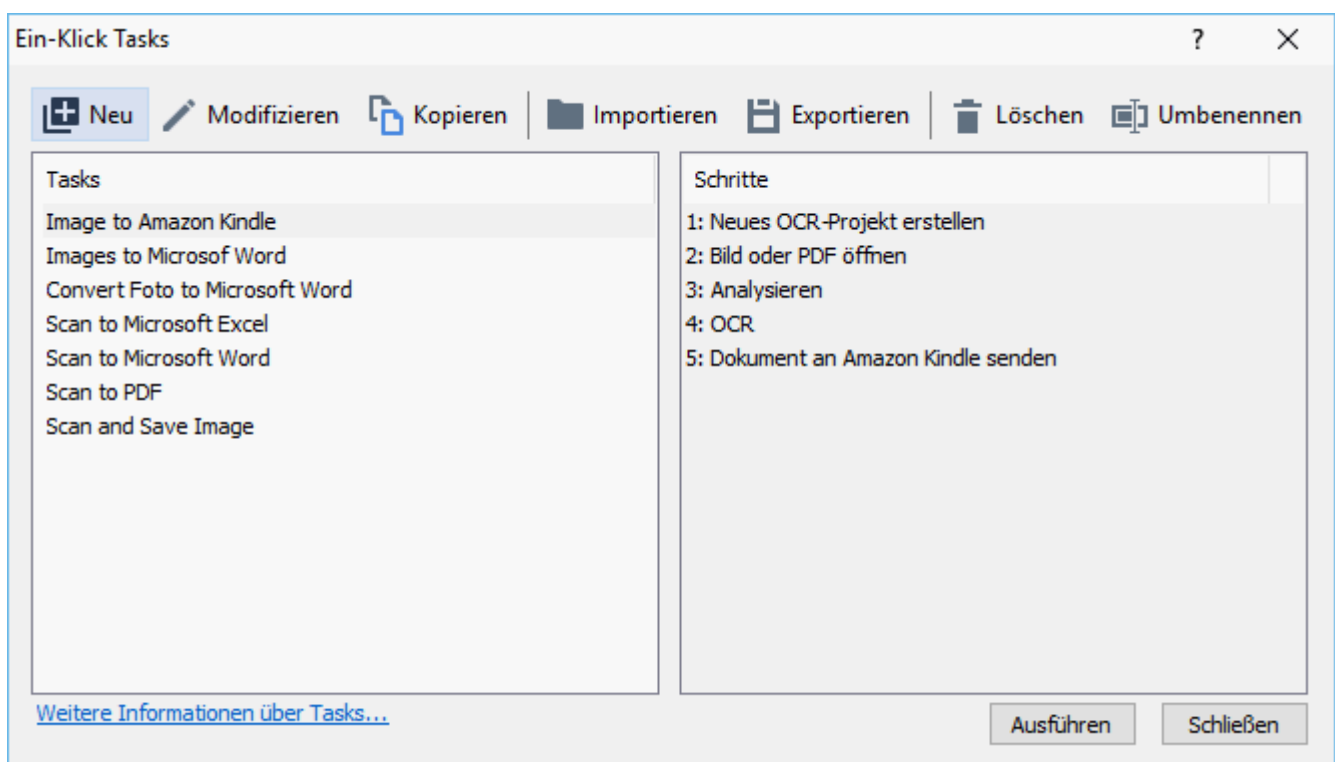 Ein-Klick Tasks
Neu Modifizieren Kopieren Importieren Exportieren Löschen Umbenennen
Tasks
Image to Amazon Kindle
Images to Microsof Word
Convert Foto to Microsoft Word
Scan to Microsoft Excel
Scan to Microsoft Word
Scan to PDF
Scan and Save Image
Schritte
1: Neues OCR-Projekt erstellen
2: Bild oder PDF öffnen
3: Analysieren
4: OCR
5: Dokument an Amazon Kindle senden
Weitere Informationen über Tasks...
Ausführen Schließen